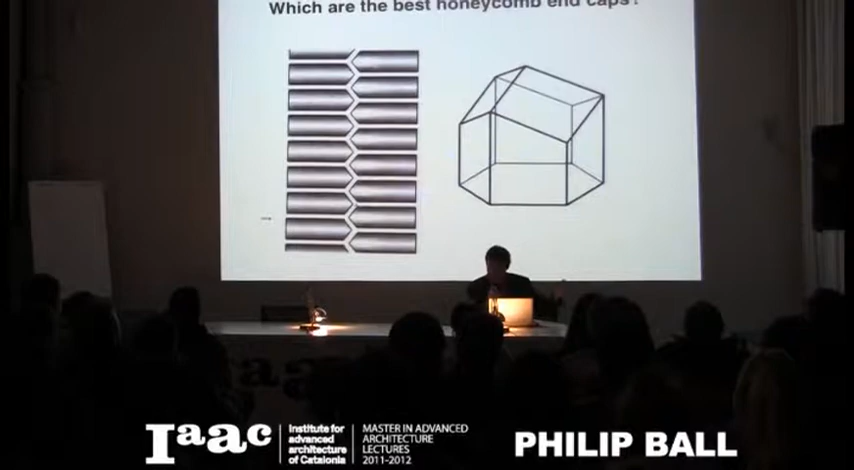 Which are the best honeycomb end caps?
Iaac
Institute for
advanced
architecture
of Catalonia
MASTER IN ADVANCED
ARCHITECTURE
LECTURES
2011-2012
PHILIP BALL